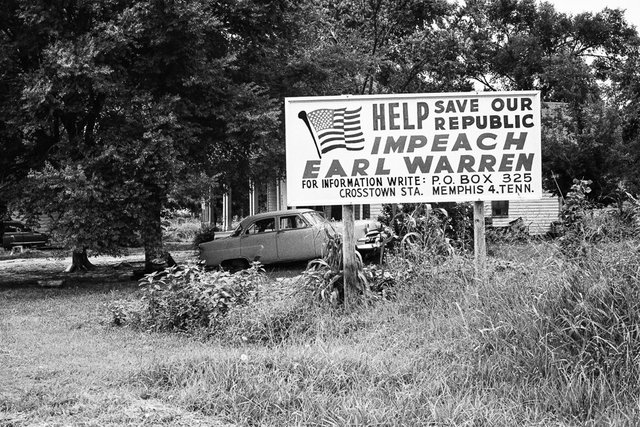 HELP SAVE OUR
REPUBLIC
IMPEACH
EARL WARREN
FOR INFORMATION WRITE: P.O. BOX 325
CROSSTOWN STA. MEMPHIS 4, TENN.